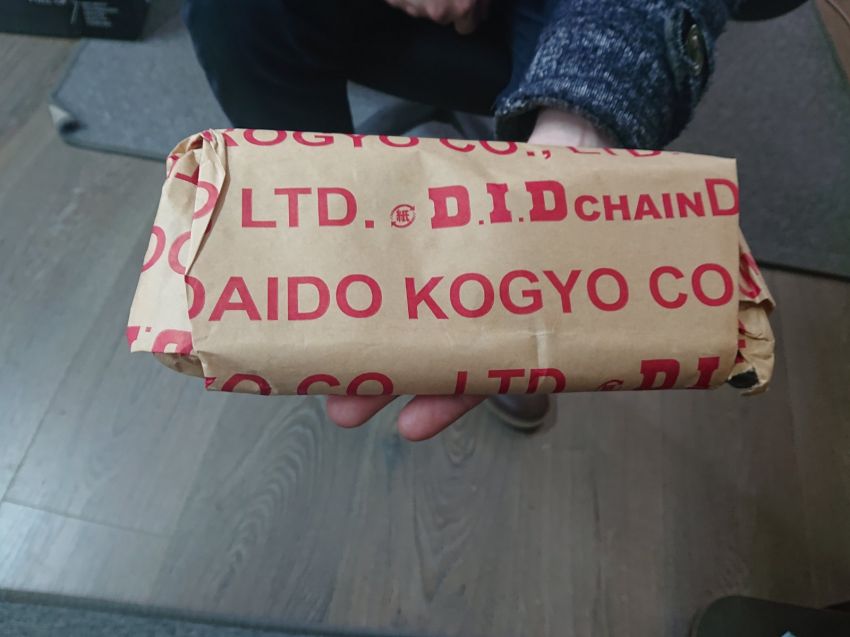 KOGYO CO., LTD.
LTD. 紙 D.I.D CHAIN D
DAIDO KOGYO CO
CO., LTD. D.I.